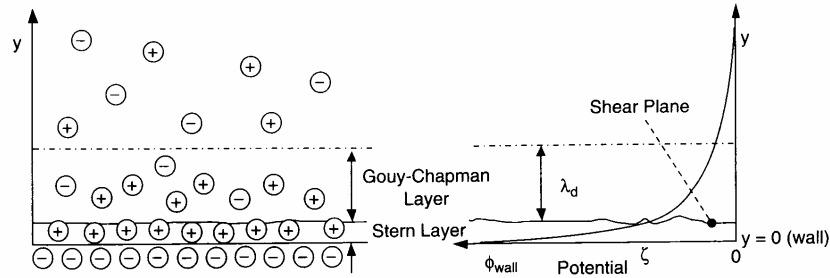 y
y
Shear Plane
Gouy-Chapman
Layer
λd
Stern Layer
y = 0 (wall)
ϕwall
Potential
ζ
0
− + + − − + − + − + + + + − +
+ + + + + + + +
− − − − − − − − − − − −